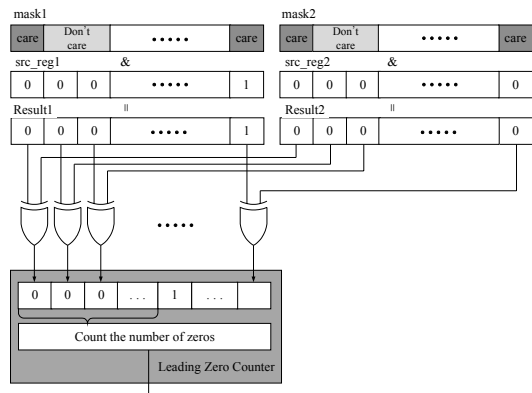 mask1 mask2
care Don't care ••••• care care Don't care ••••• care
src_reg1 & src_reg2 &
0 0 0 ••••• 1 0 0 0 ••••• 0
Result1 = Result2 =
0 0 0 ••••• 1 0 0 0 ••••• 0
•••••
0 0 0 ... 1 ...
Count the number of zeros
Leading Zero Counter